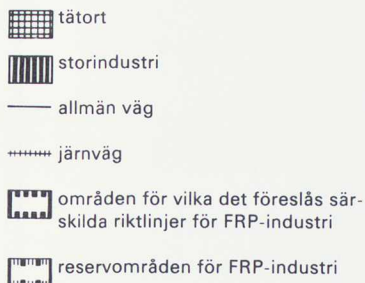 tätort
storindustri
allmän väg
järnväg
områden för vilka det föreslås sär-
skilda riktlinjer för FRP-industri
reservområden för FRP-industri